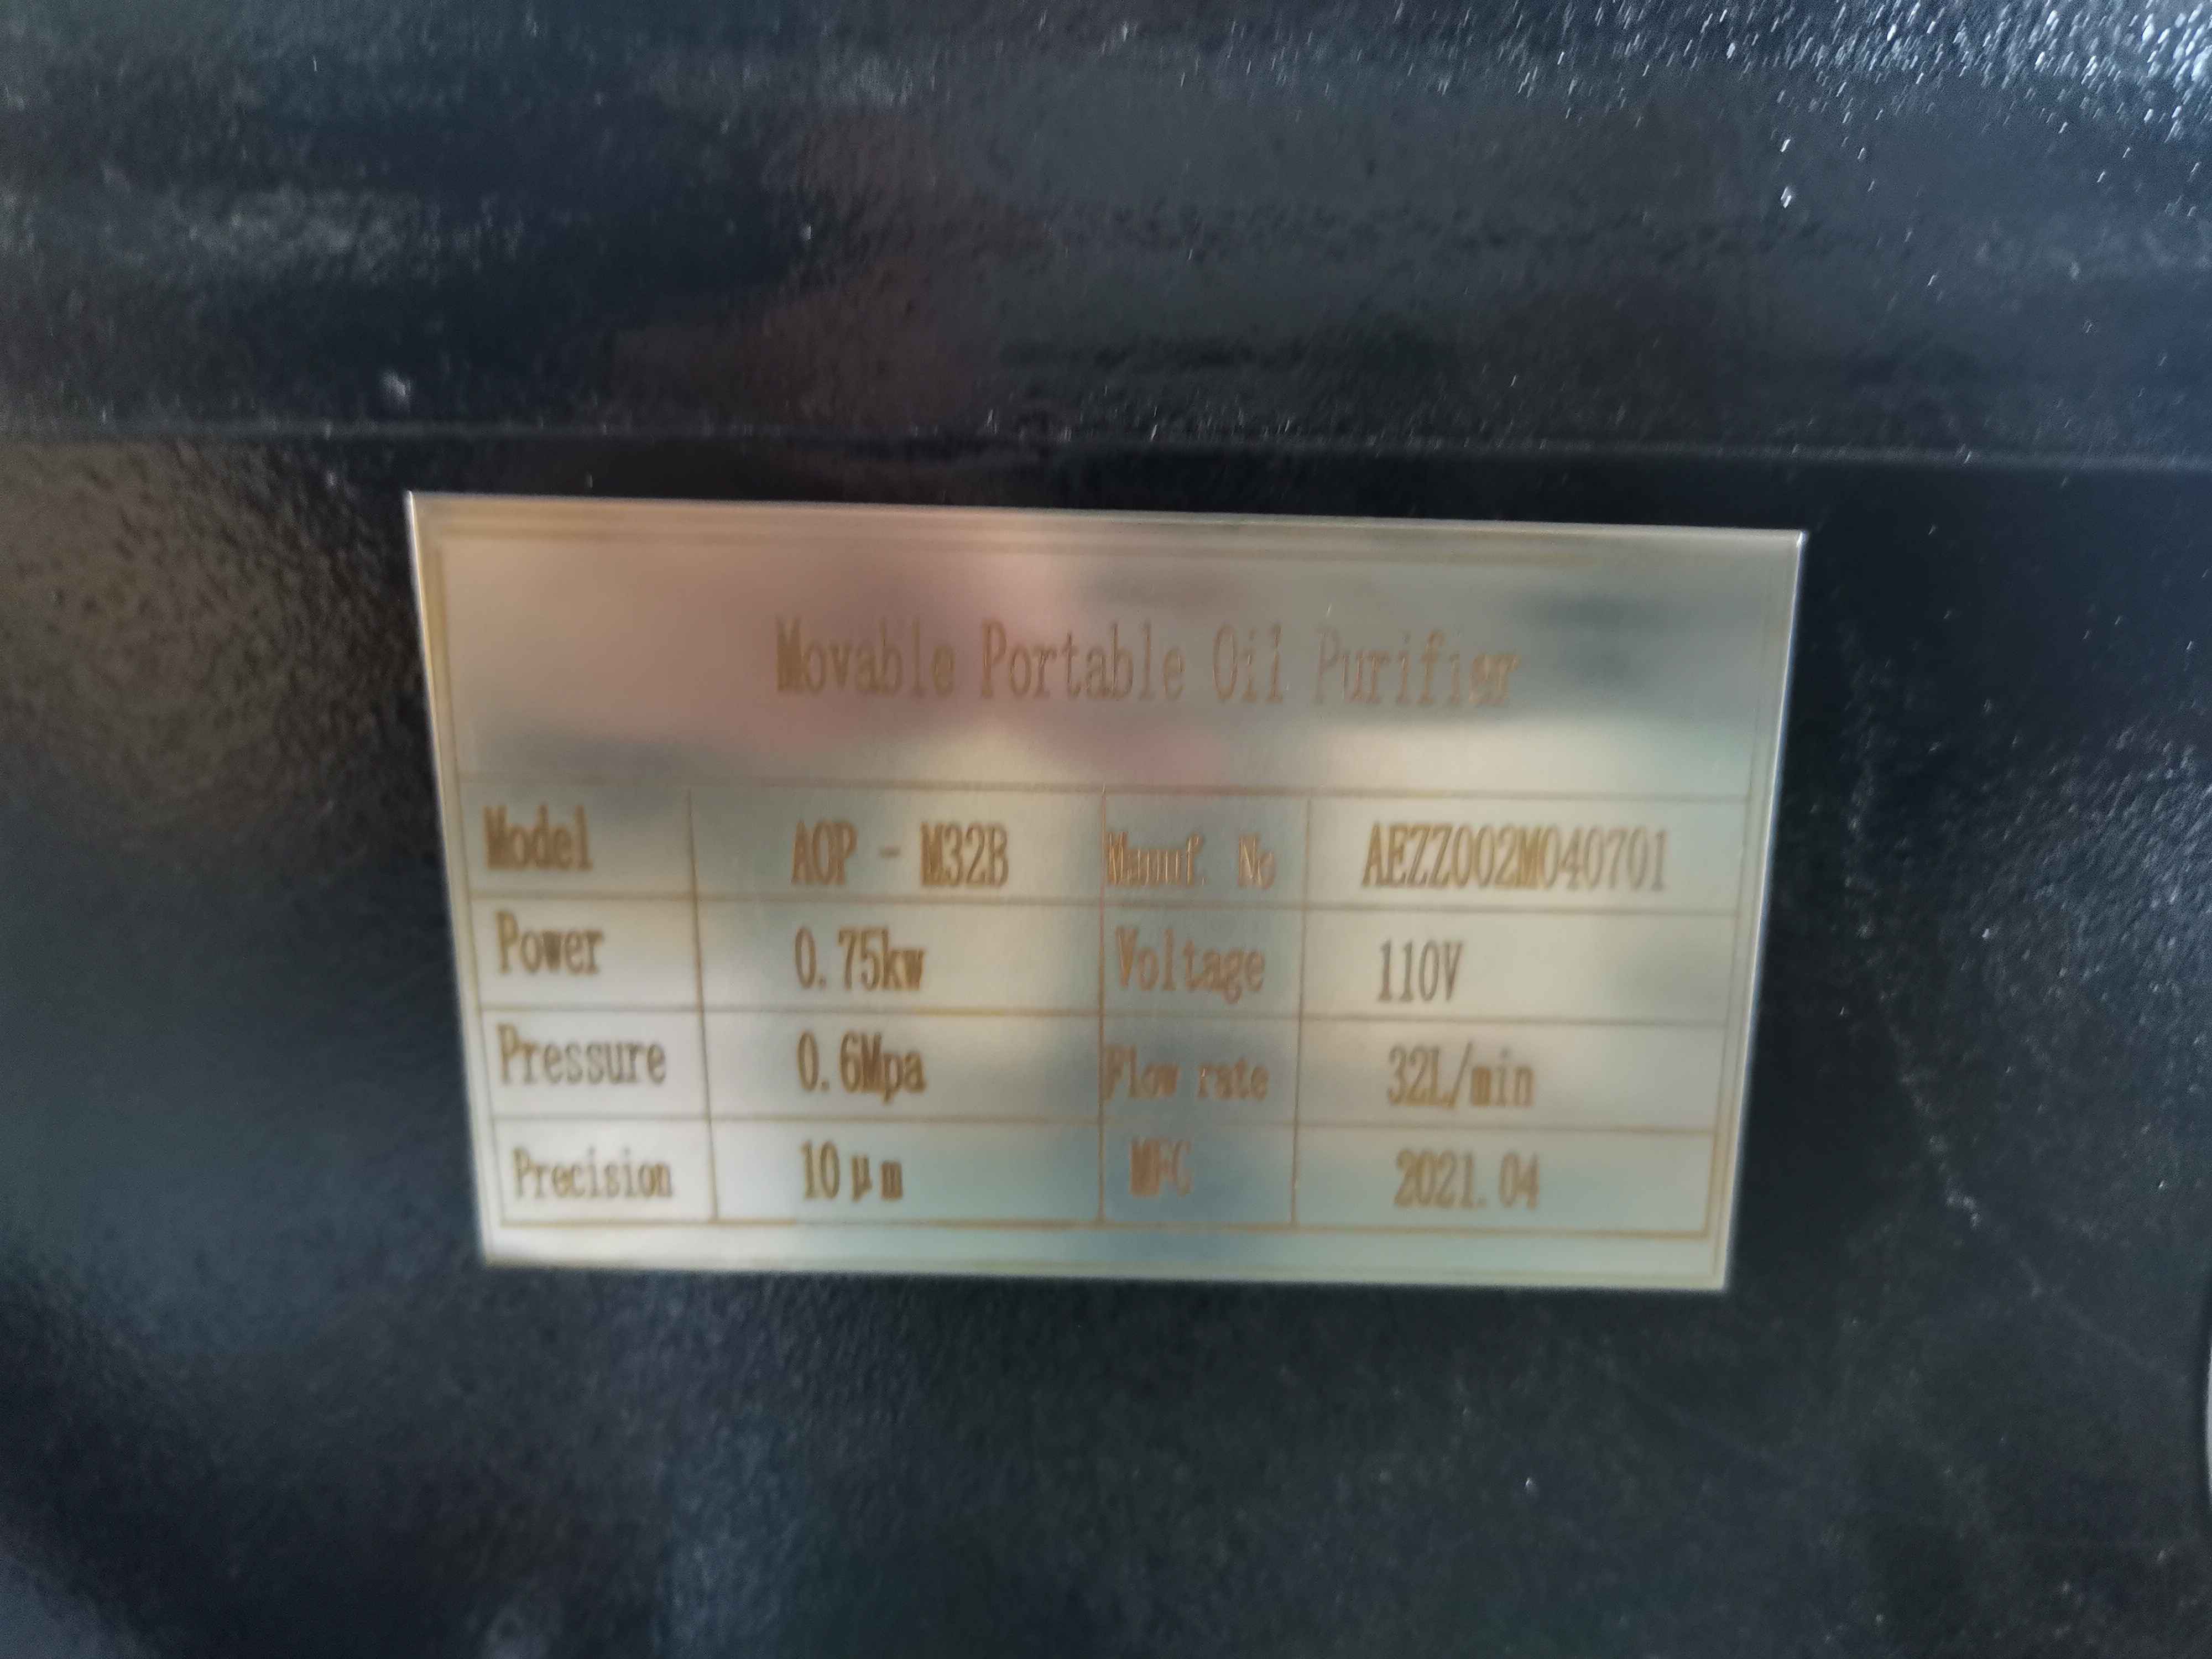 Movable Portable Oil Purifier
Model AOP - M32B Manuf. No AEZZ002M040701
Power 0.75kw Voltage 110V
Pressure 0.6Mpa Flow rate 32L/min
Precision 10μm MFG 2021.04